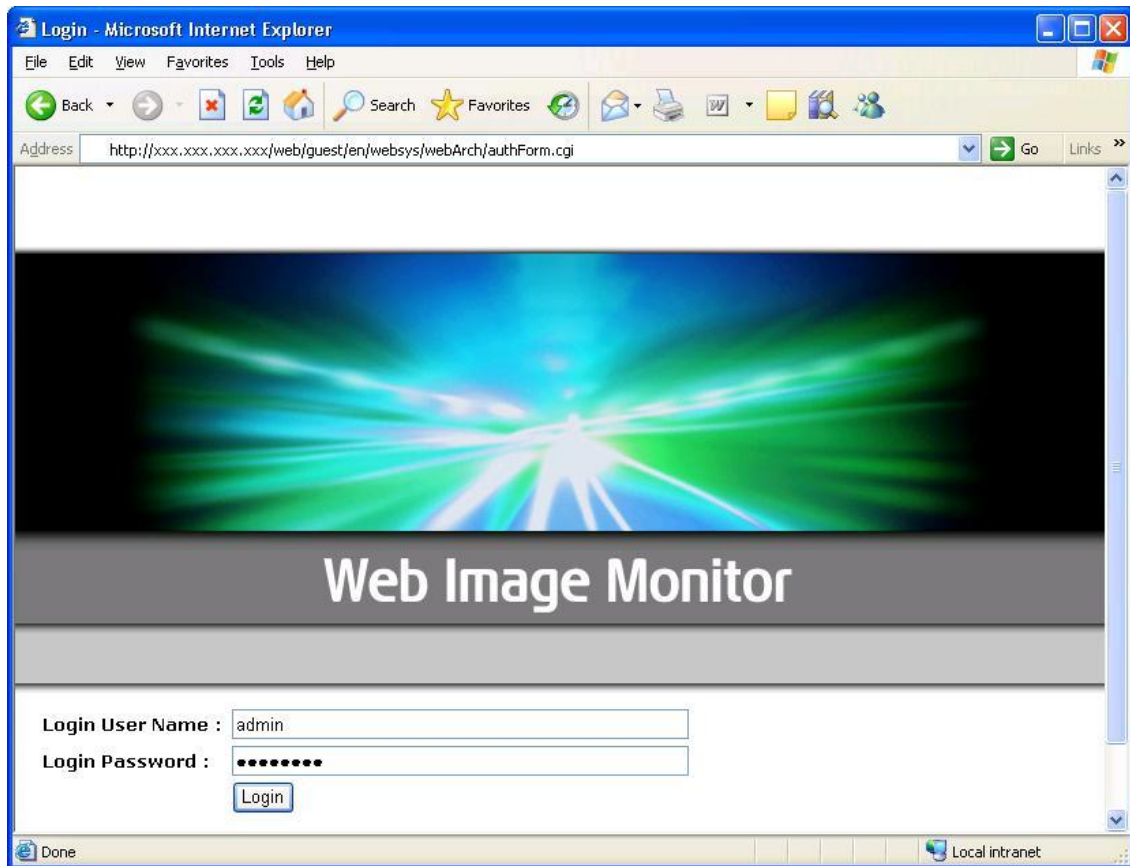 Login - Microsoft Internet Explorer
File Edit View Favorites Tools Help
Back Search Favorites
Address http://xxx.xxx.xxx.xxx/web/guest/en/websys/webArch/authForm.cgi Go Links »
Web Image Monitor
Login User Name : admin
Login Password : ••••••••
Login
Done Local intranet